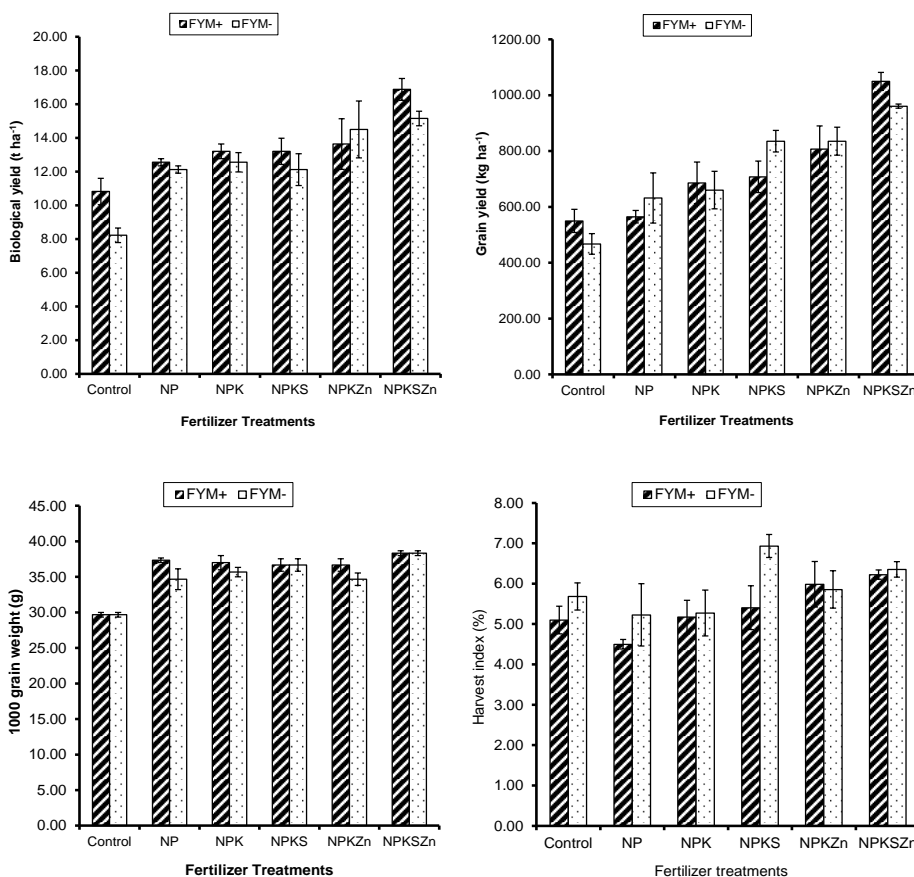 FYM+ FYM-
20.00
18.00
16.00
14.00
12.00
10.00
8.00
6.00
4.00
2.00
0.00
Biological yield (t ha⁻¹)
Control NP NPK NPKS NPKZn NPKSZn
Fertilizer Treatments
FYM+ FYM-
1200.00
1000.00
800.00
600.00
400.00
200.00
0.00
Grain yield (kg ha⁻¹)
Control NP NPK NPKS NPKZn NPKSZn
Fertilizer Treatments
FYM+ FYM-
45.00
40.00
35.00
30.00
25.00
20.00
15.00
10.00
5.00
0.00
1000 grain weight (g)
Control NP NPK NPKS NPKZn NPKSZn
Fertilizer Treatments
FYM+ FYM-
8.00
7.00
6.00
5.00
4.00
3.00
2.00
1.00
0.00
Harvest index (%)
Control NP NPK NPKS NPKZn NPKSZn
Fertilizer treatments